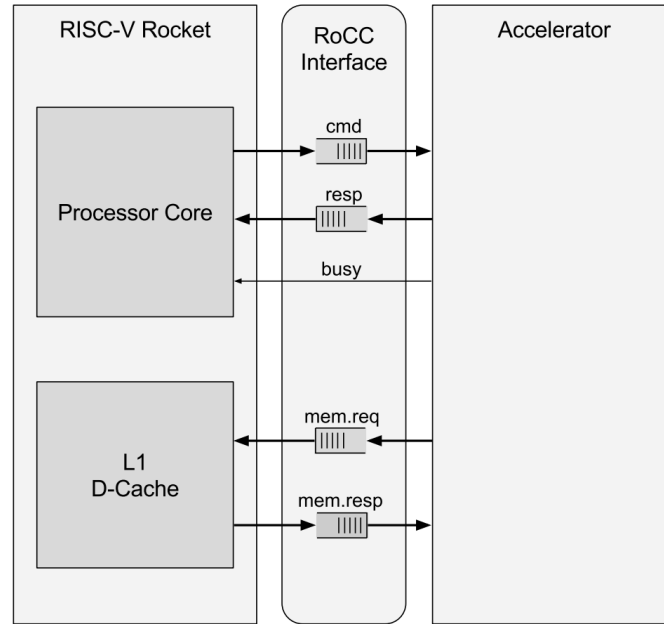 RISC-V Rocket
RoCC
Interface
Accelerator
Processor Core
cmd
resp
busy
L1
D-Cache
mem.req
mem.resp